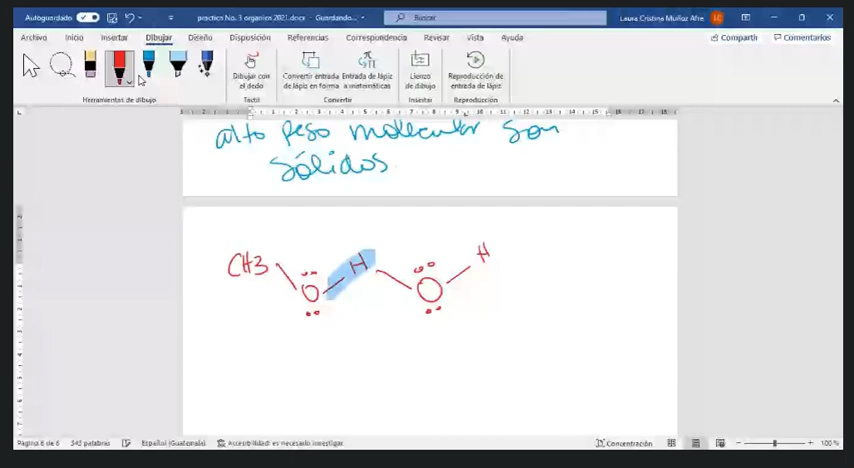 Autoguardado
practica No. 3 organica 2021.docx - Guardando...
Buscar
Laura Cristina Muñoz Afre
LC
Archivo Inicio Insertar Dibujar Diseño Disposición Referencias Correspondencia Revisar Vista Ayuda
Compartir Comentarios
Dibujar con el dedo
Convertir entrada de lápiz en forma
Entrada de lápiz a matemáticas
Lienzo de dibujo
Reproducción de entrada de lápiz
Herramientas de dibujo Táctil Convertir Insertar Reproducción
alto peso molecular son
sólidos
CH3 O H O H
Página 6 de 6 Español (Guatemala) Accesibilidad: es necesario investigar Concentración 100 %